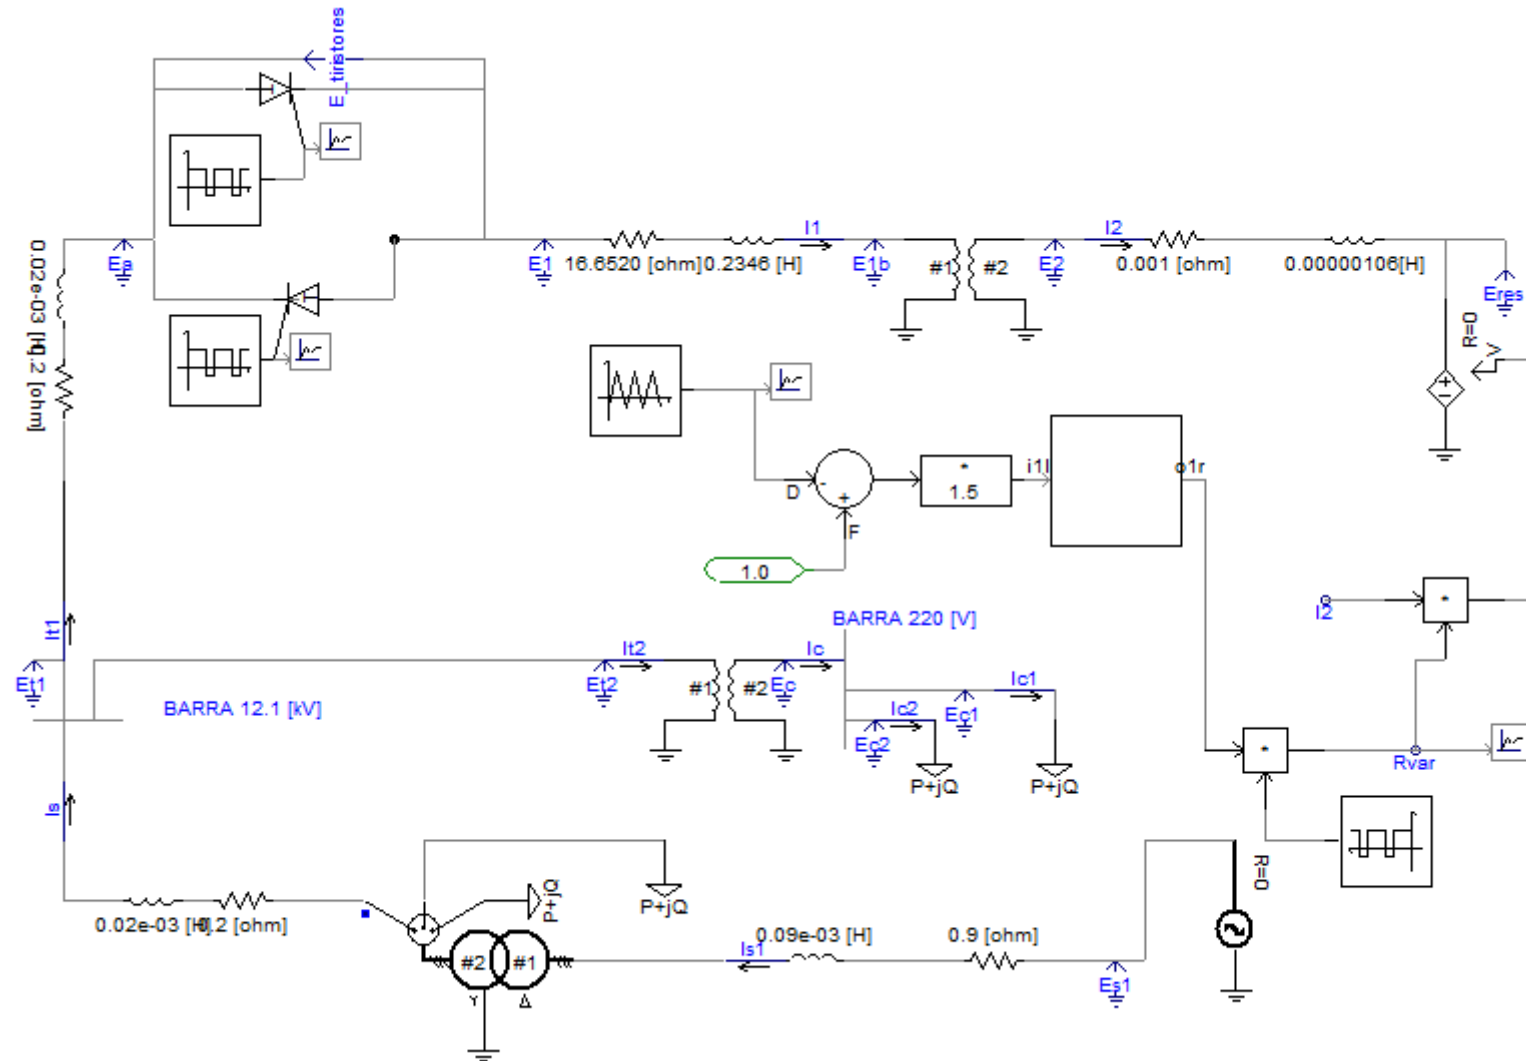 E_tiristores
Ea
E1
16.6520 [ohm]
0.2346 [H]
I1
E1b
#1
#2
E2
I2
0.001 [ohm]
0.00000106[H]
Eres
R=0
V
+
-
0.02e-03 [H]
0.2 [ohm]
D
-
+
F
*
1.5
i1l
o1r
1.0
It1
Et1
BARRA 12.1 [kV]
Et2
It2
#1
#2
Ic
Ec
BARRA 220 [V]
Ic1
Ec1
Ic2
Ec2
P+jQ
P+jQ
I2
*
*
Rvar
Is
0.02e-03 [H]
0.2 [ohm]
P+jQ
P+jQ
#2
#1
Y
Δ
Is1
0.09e-03 [H]
0.9 [ohm]
Es1
R=0